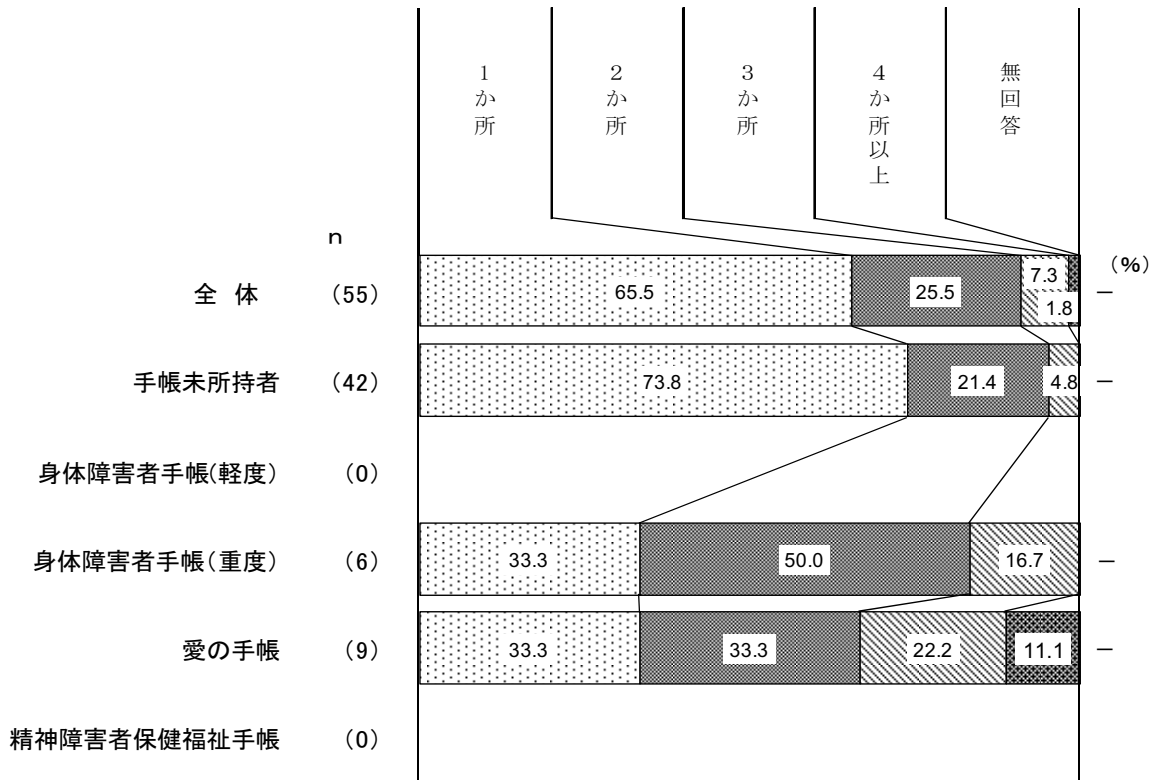 1か所
2か所
3か所
4か所以上
無回答
n
(%)
全 体 (55) 65.5 25.5 7.3 1.8 －
手帳未所持者 (42) 73.8 21.4 4.8 －
身体障害者手帳(軽度) (0)
身体障害者手帳(重度) (6) 33.3 50.0 16.7 －
愛の手帳 (9) 33.3 33.3 22.2 11.1 －
精神障害者保健福祉手帳 (0)